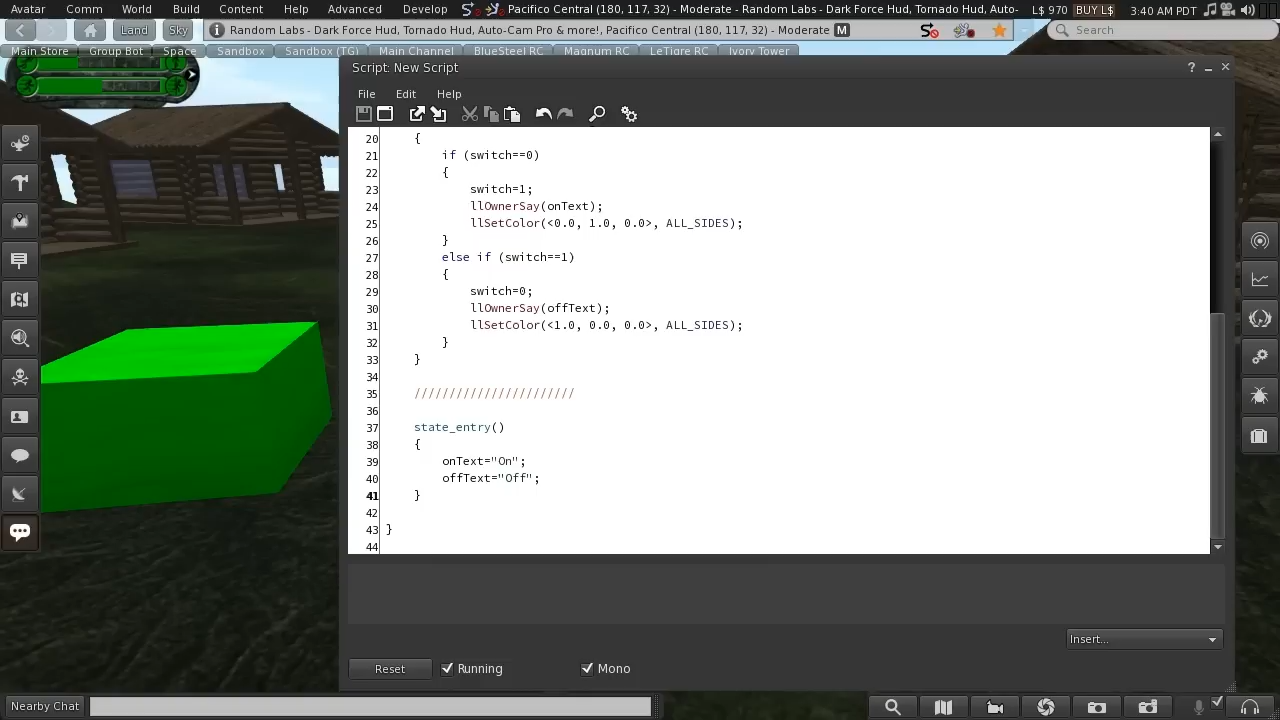 Avatar Comm World Build Content Help Advanced Develop Pacifico Central (180, 117, 32) - Moderate - Random Labs - Dark Force Hud, Tornado Hud, Auto- L$ 970 BUY L$ 3:40 AM PDT
Land Sky Random Labs - Dark Force Hud, Tornado Hud, Auto-Cam Pro & more!, Pacifico Central (180, 117, 32) - Moderate M Search
Main Store Group Bot Space Sandbox Sandbox (TG) Main Channel BlueSteel RC Magnum RC LeTigre RC Ivory Tower
Script: New Script
File Edit Help
20 {
21 if (switch==0)
22 {
23 switch=1;
24 llOwnerSay(onText);
25 llSetColor(<0.0, 1.0, 0.0>, ALL_SIDES);
26 }
27 else if (switch==1)
28 {
29 switch=0;
30 llOwnerSay(offText);
31 llSetColor(<1.0, 0.0, 0.0>, ALL_SIDES);
32 }
33 }
34
35 ///////////////////////
36
37 state_entry()
38 {
39 onText="On";
40 offText="Off";
41 }
42
43 }
44
Insert...
Reset Running Mono
Nearby Chat